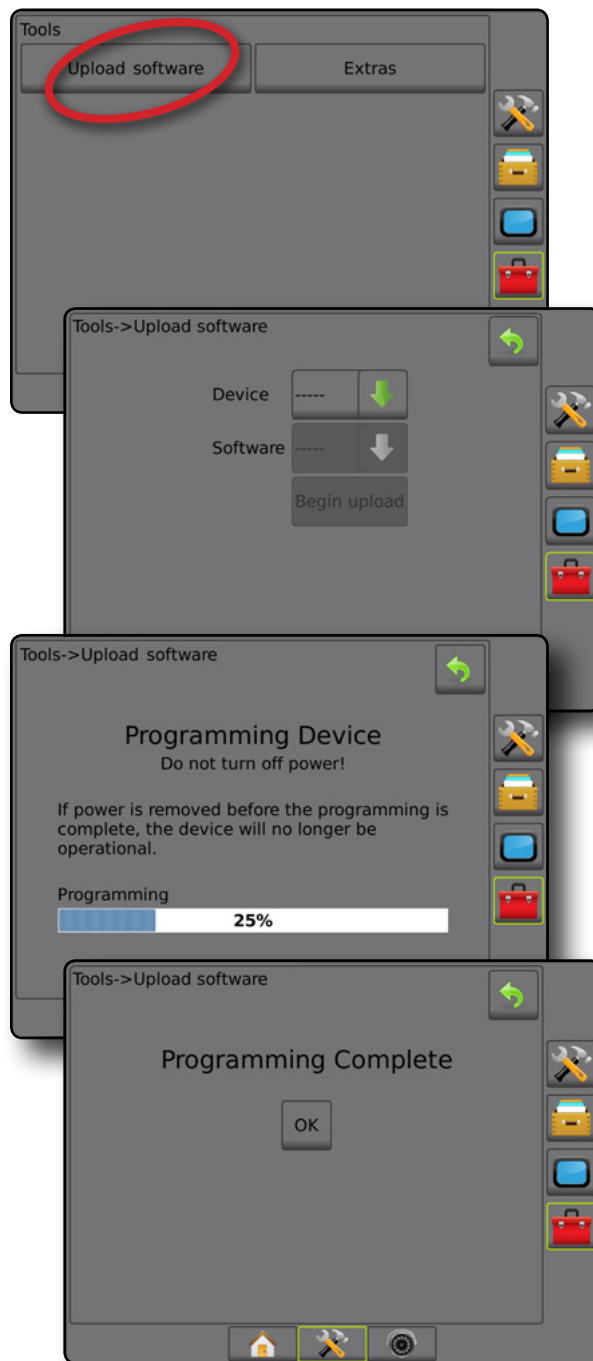 Tools
Upload software Extras
Tools->Upload software
Device -----
Software -----
Begin upload
Tools->Upload software
Programming Device
Do not turn off power!
If power is removed before the programming is
complete, the device will no longer be
operational.
Programming
25%
Tools->Upload software
Programming Complete
OK